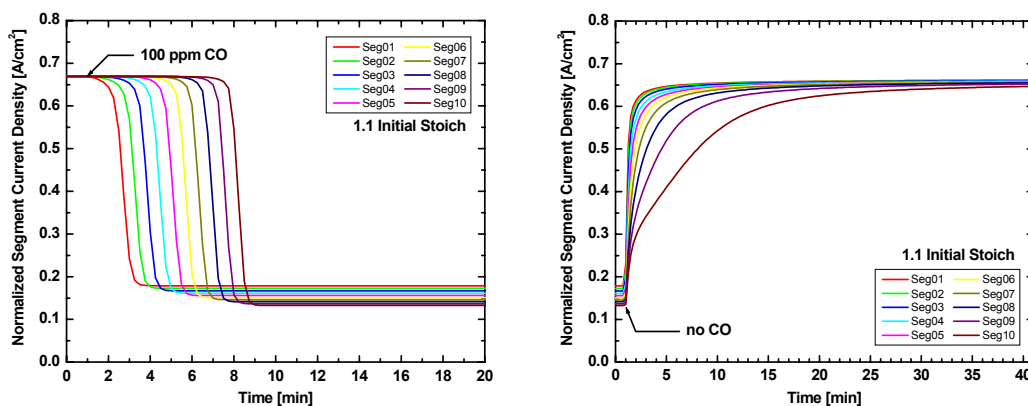 Normalized Segment Current Density [A/cm²]
0.8
0.7
0.6
0.5
0.4
0.3
0.2
0.1
0.0
100 ppm CO
Seg01 Seg06
Seg02 Seg07
Seg03 Seg08
Seg04 Seg09
Seg05 Seg10
1.1 Initial Stoich
0 2 4 6 8 10 12 14 16 18 20
Time [min]
Normalized Segment Current Density [A/cm²]
0.8
0.7
0.6
0.5
0.4
0.3
0.2
0.1
0.0
1.1 Initial Stoich
Seg01 Seg06
Seg02 Seg07
Seg03 Seg08
Seg04 Seg09
Seg05 Seg10
no CO
0 5 10 15 20 25 30 35 40
Time [min]